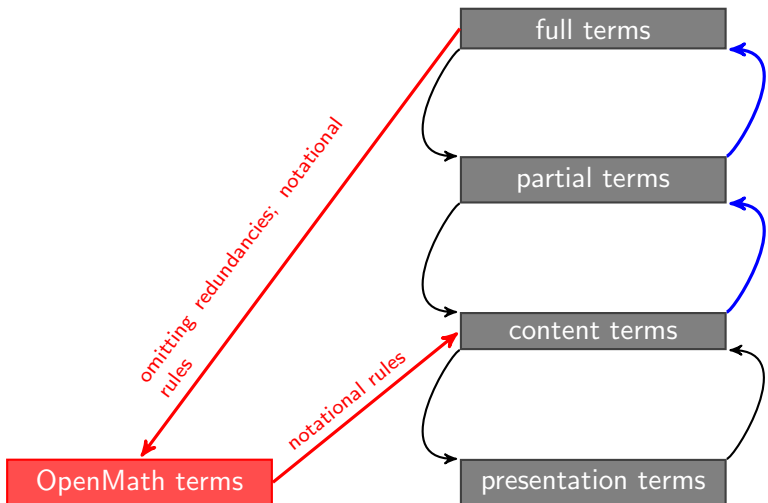 full terms
partial terms
omitting redundancies; notational
rules
content terms
notational rules
OpenMath terms
presentation terms